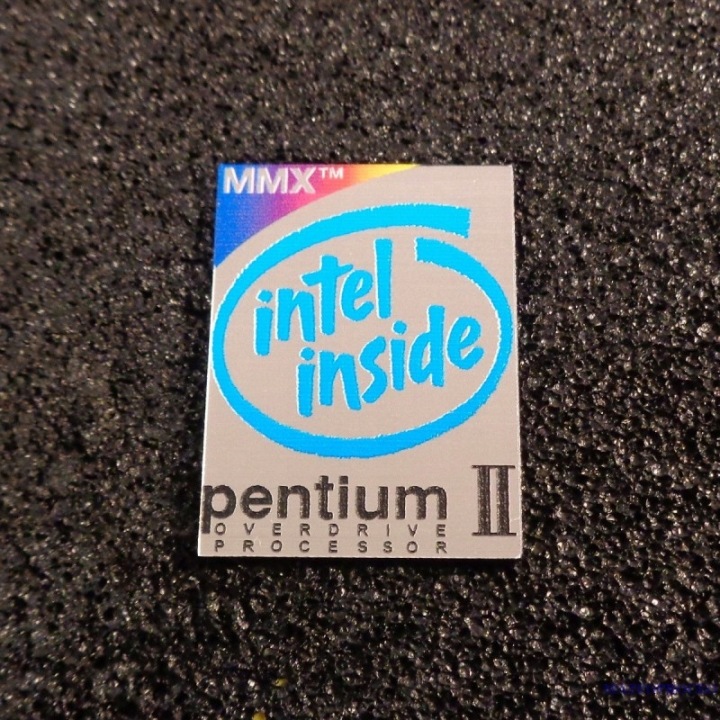 MMX™
intel
inside
pentium II
OVERDRIVE
PROCESSOR